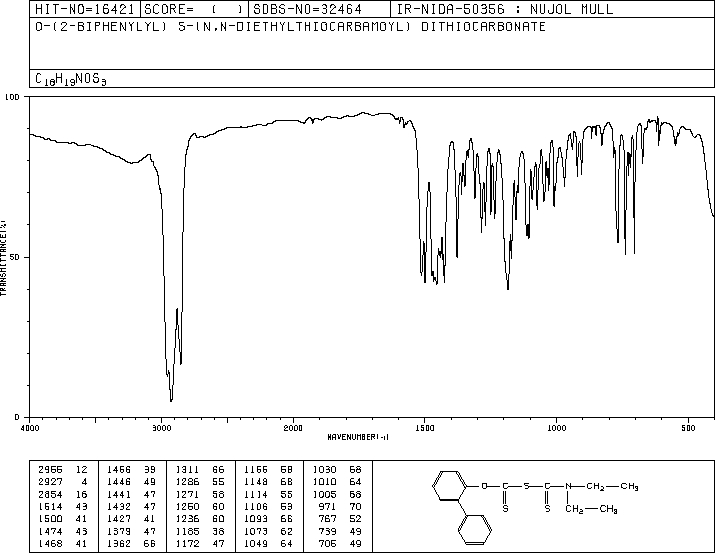 HIT-NO=16421 SCORE= ( ) SDBS-NO=32464 IR-NIDA-50356 : NUJOL MULL
O-(2-BIPHENYLYL) S-(N,N-DIETHYLTHIOCARBAMOYL) DITHIOCARBONATE
C18H19NOS3
100
50
0
TRANSMITTANCE(%)
4000 3000 2000 1500 1000 500
WAVENUMBER(-1)
2955 12 1456 39 1311 66 1155 58 1030 68
2927 4 1446 49 1286 55 1148 68 1010 64
2854 16 1441 47 1271 58 1114 55 1005 68
1514 43 1432 47 1250 60 1106 53 971 70
1500 41 1427 41 1236 60 1093 66 767 52
1474 43 1379 47 1185 38 1073 62 739 49
1468 41 1362 66 1172 47 1049 64 705 49
O—C—S—C—N—CH2—CH3
S S CH2—CH3